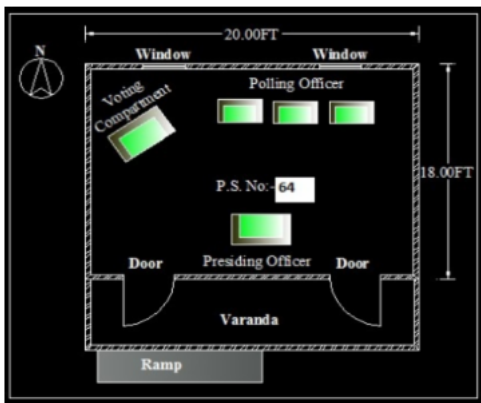 20.00FT
N
Window
Window
Voting
Compartment
Polling Officer
18.00FT
P.S. No:- 64
Door
Presiding Officer
Door
Varanda
Ramp